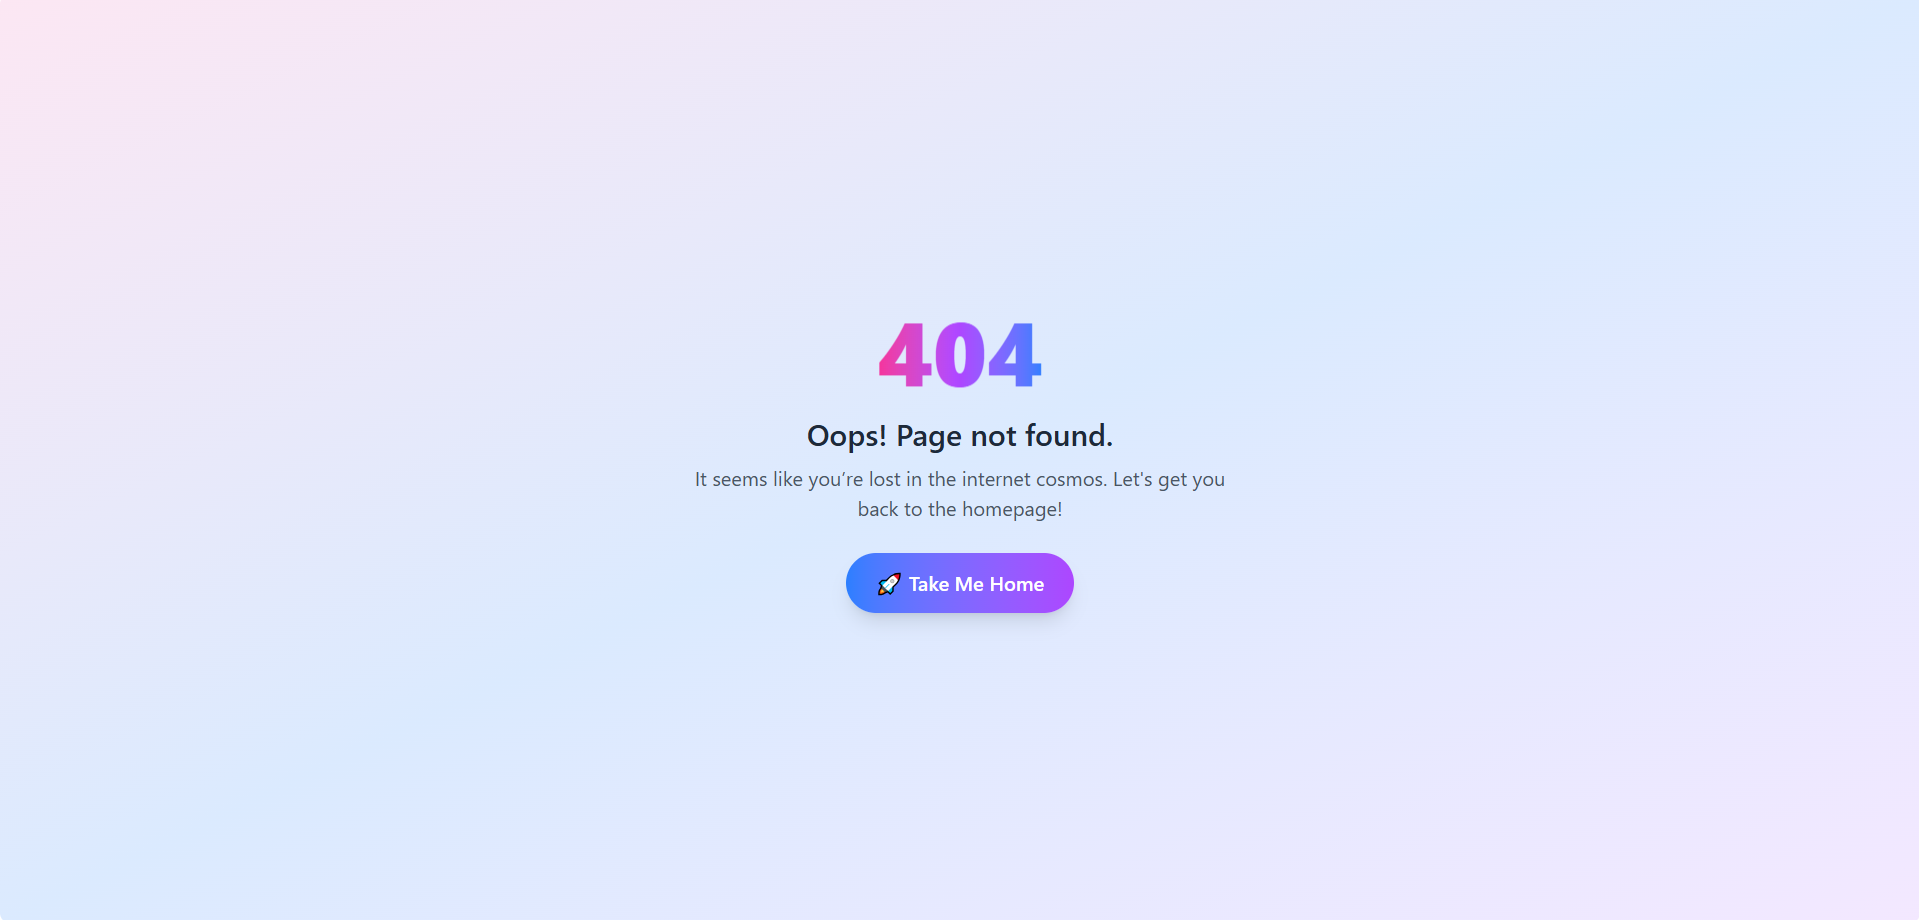 404
Oops! Page not found.
It seems like you’re lost in the internet cosmos. Let's get you
back to the homepage!
🚀 Take Me Home